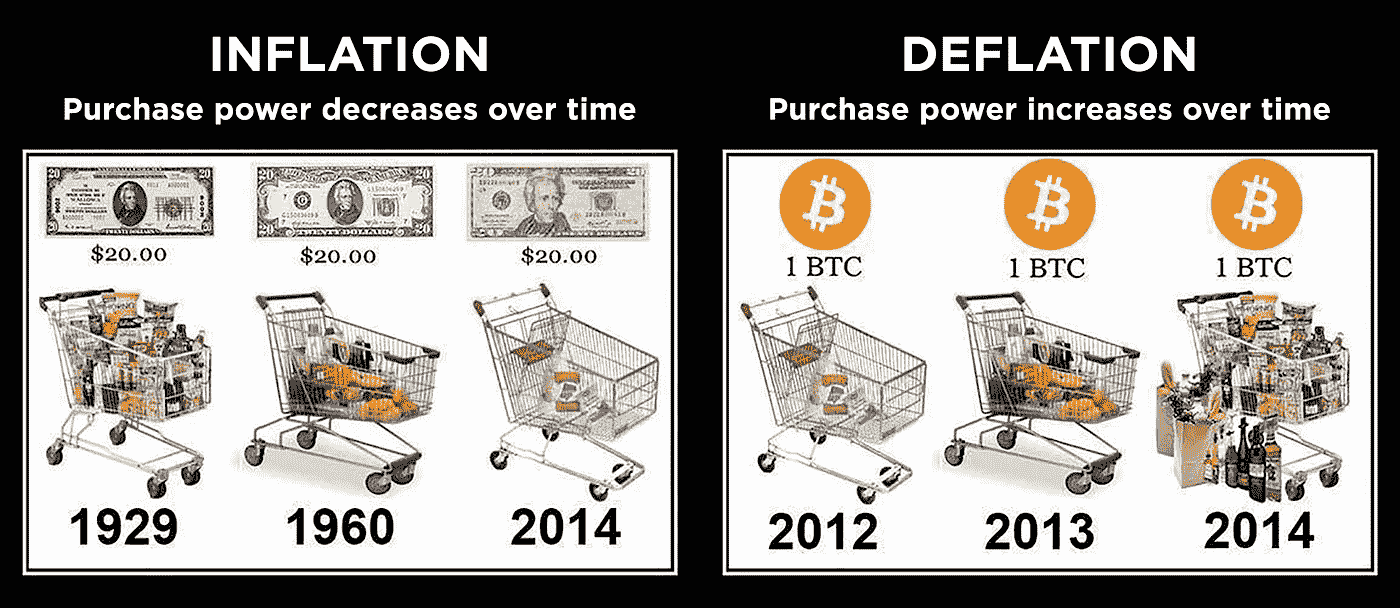 INFLATION
Purchase power decreases over time
$20.00
$20.00
$20.00
1929
1960
2014
DEFLATION
Purchase power increases over time
1 BTC
1 BTC
1 BTC
2012
2013
2014